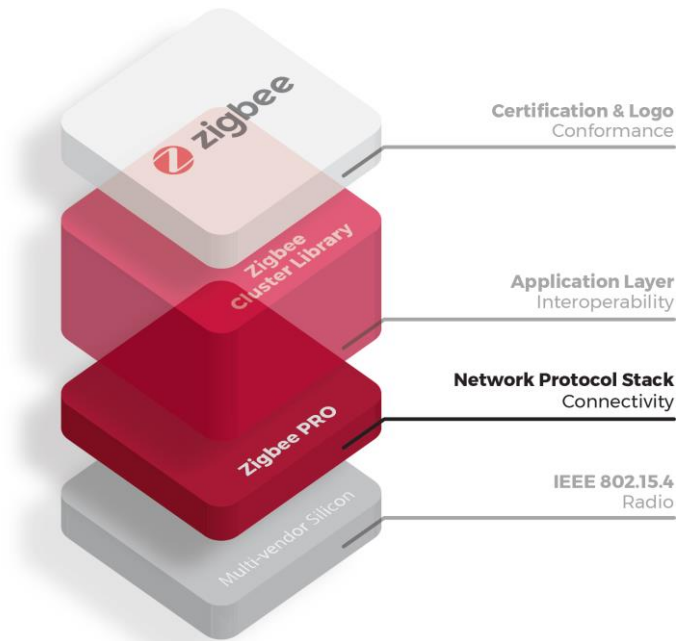 zigbee
Certification & Logo
Conformance
Zigbee
Cluster Library
Application Layer
Interoperability
Network Protocol Stack
Connectivity
Zigbee PRO
IEEE 802.15.4
Radio
Multi-vendor Silicon